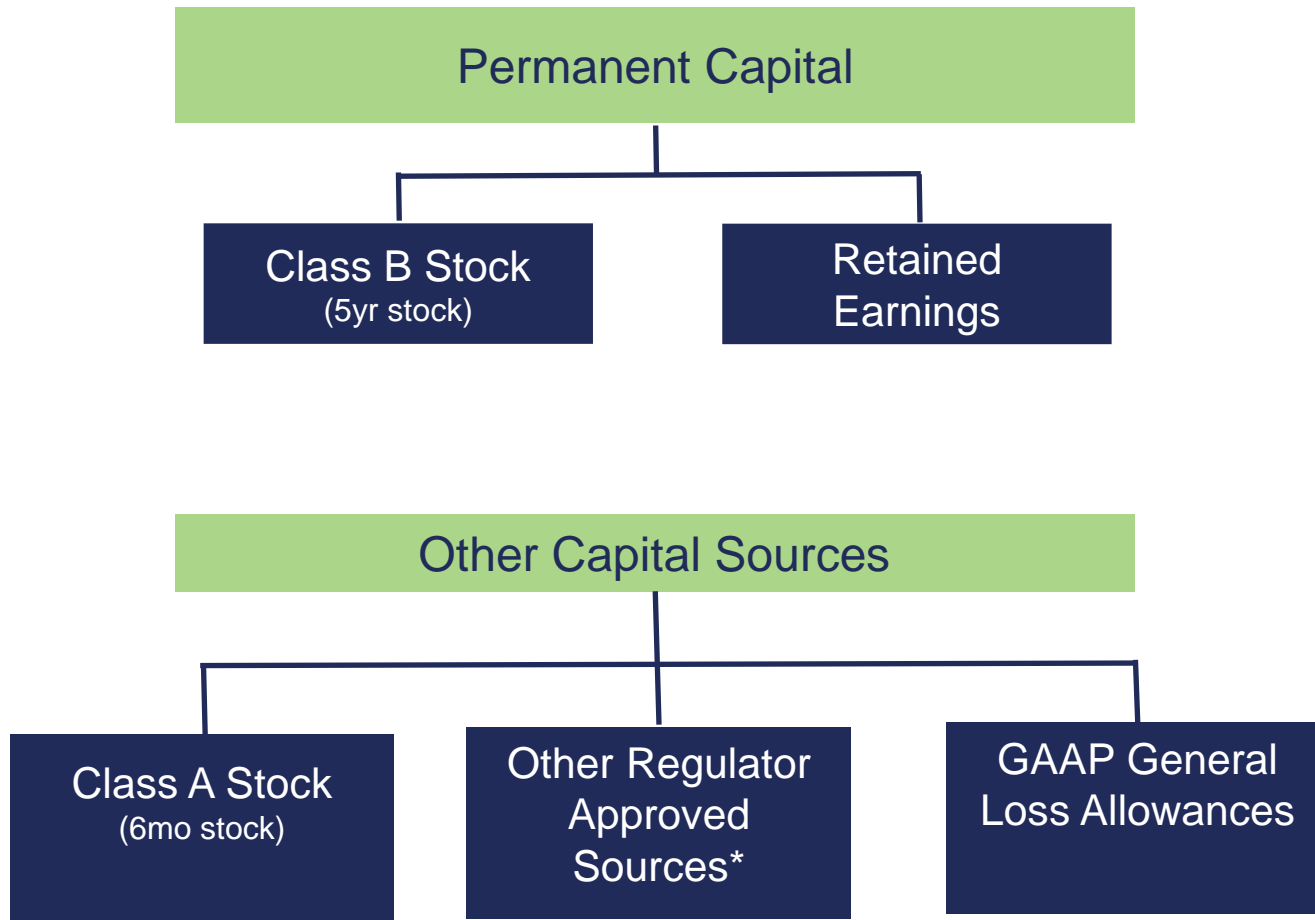 Permanent Capital
Class B Stock
(5yr stock)
Retained
Earnings
Other Capital Sources
Class A Stock
(6mo stock)
Other Regulator
Approved
Sources*
GAAP General
Loss Allowances